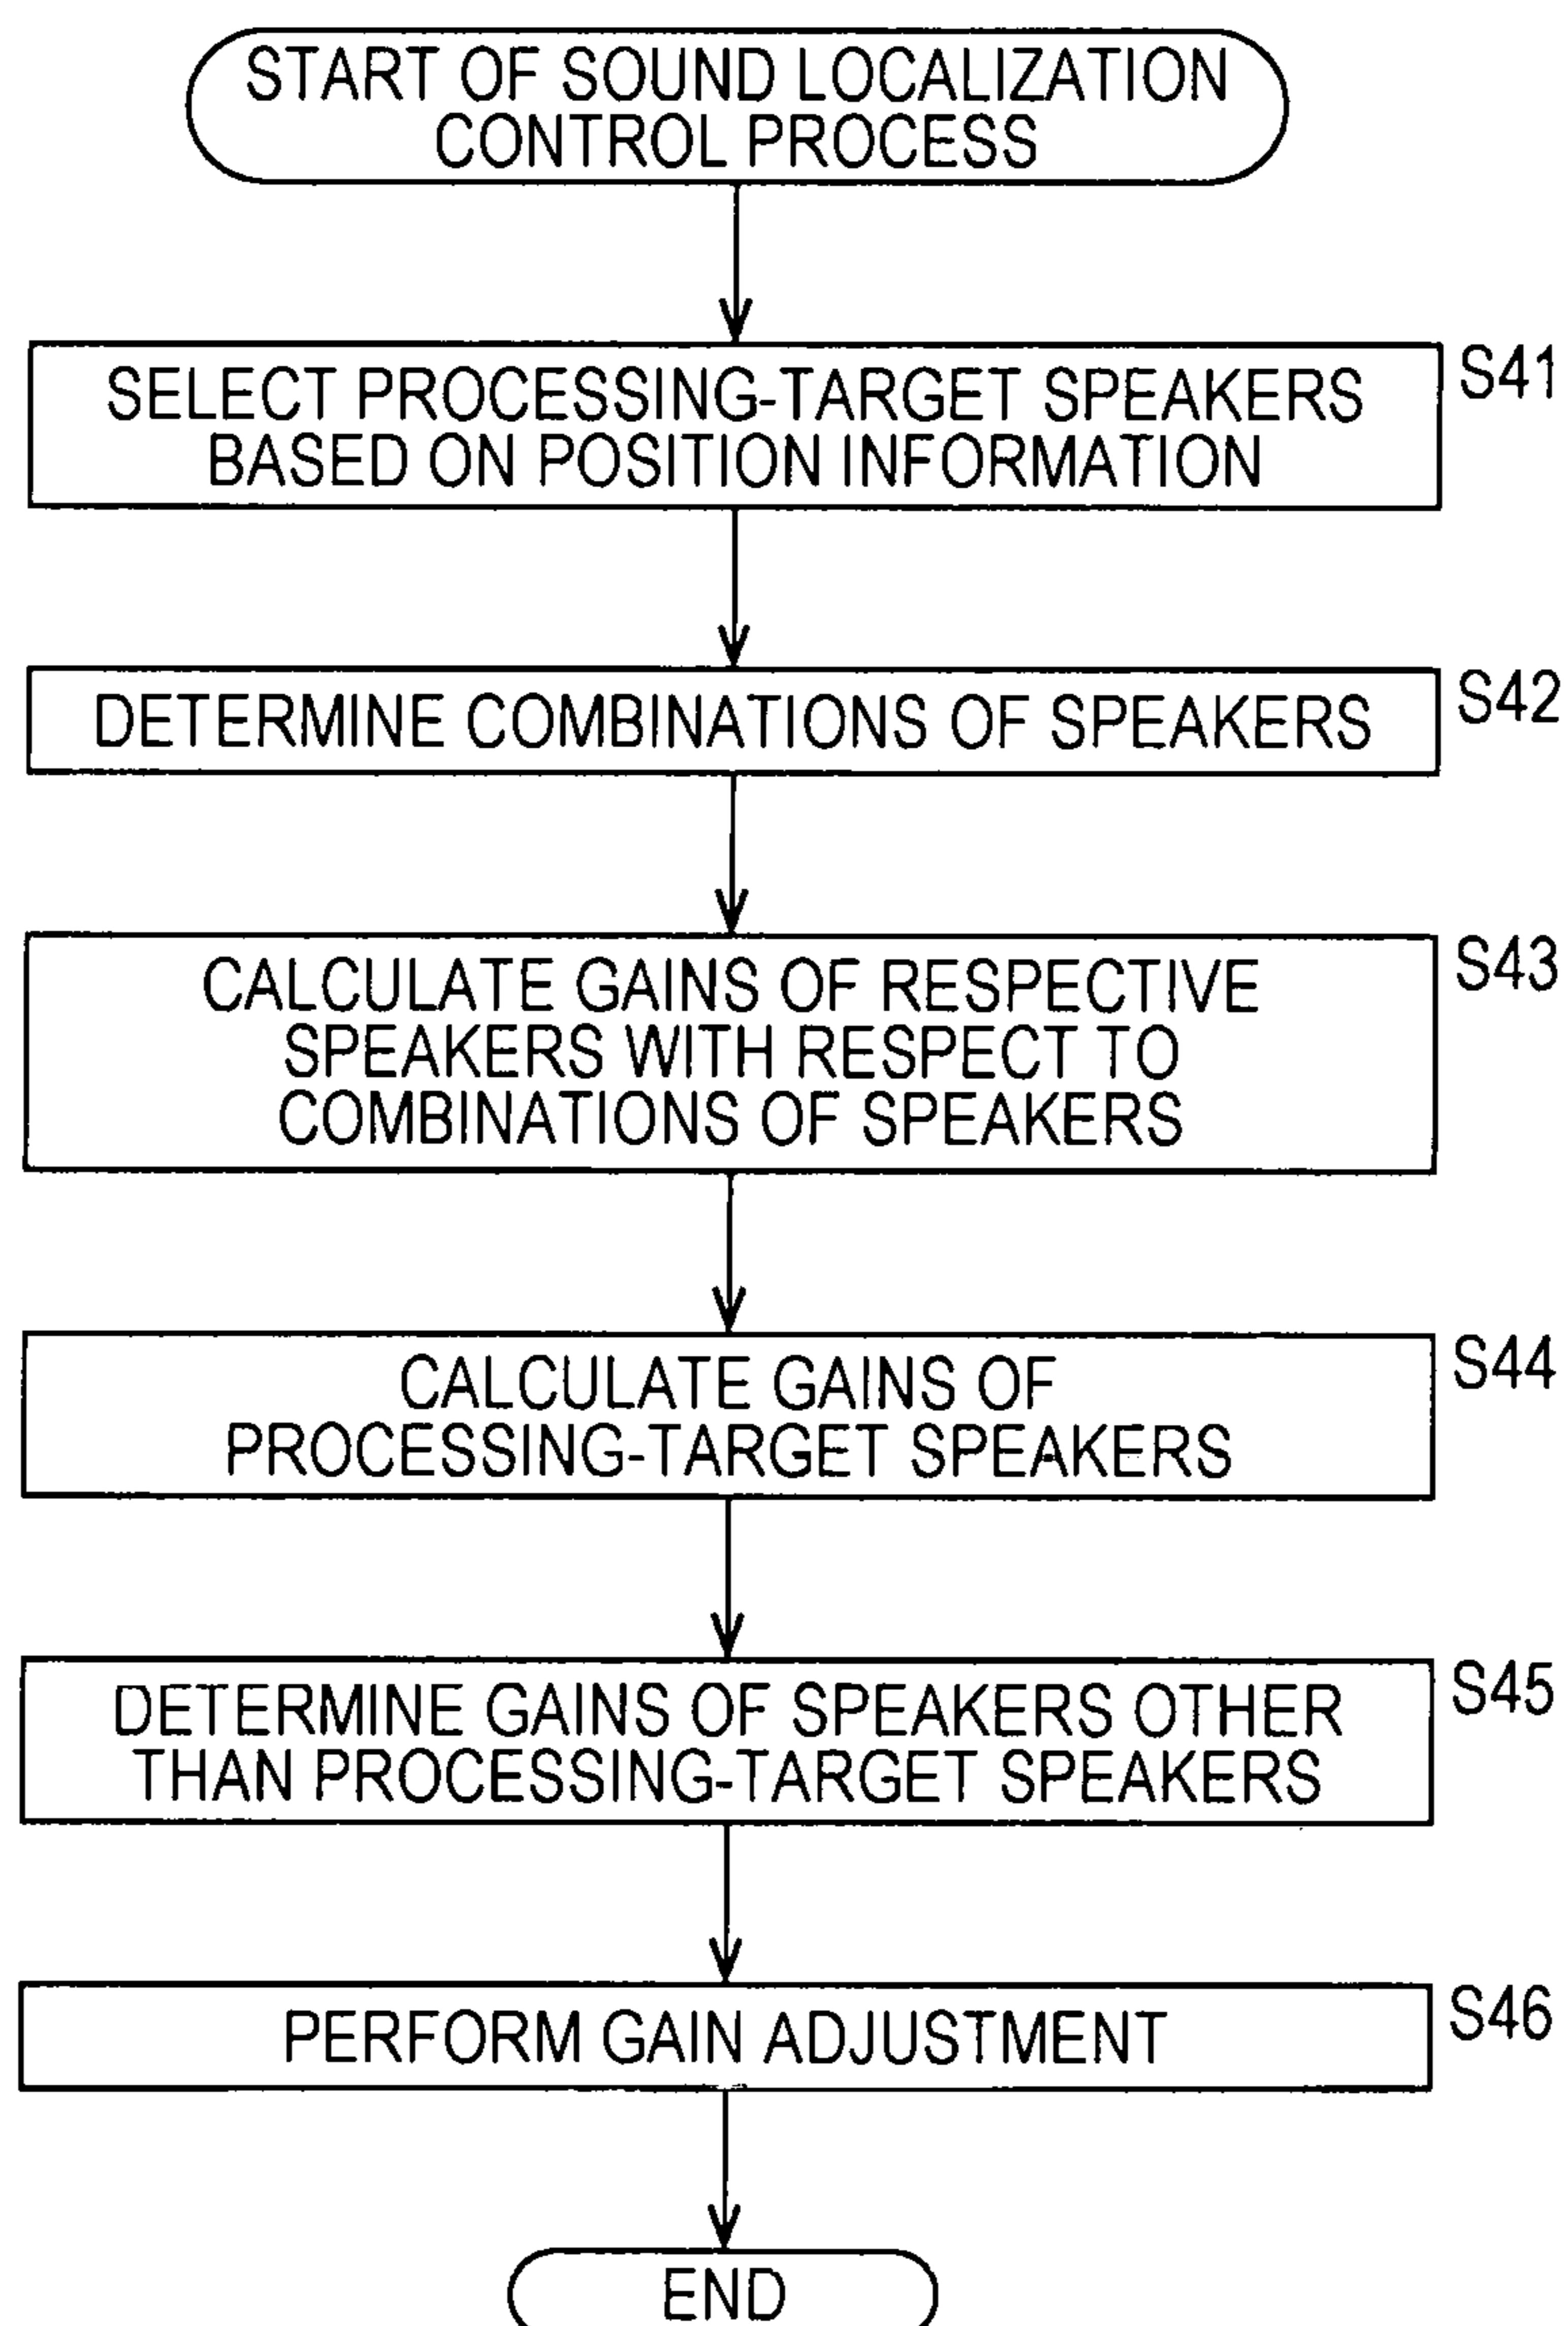 START OF SOUND LOCALIZATION
CONTROL PROCESS
SELECT PROCESSING-TARGET SPEAKERS
BASED ON POSITION INFORMATION
S41
DETERMINE COMBINATIONS OF SPEAKERS
S42
CALCULATE GAINS OF RESPECTIVE
SPEAKERS WITH RESPECT TO
COMBINATIONS OF SPEAKERS
S43
CALCULATE GAINS OF
PROCESSING-TARGET SPEAKERS
S44
DETERMINE GAINS OF SPEAKERS OTHER
THAN PROCESSING-TARGET SPEAKERS
S45
PERFORM GAIN ADJUSTMENT
S46
END